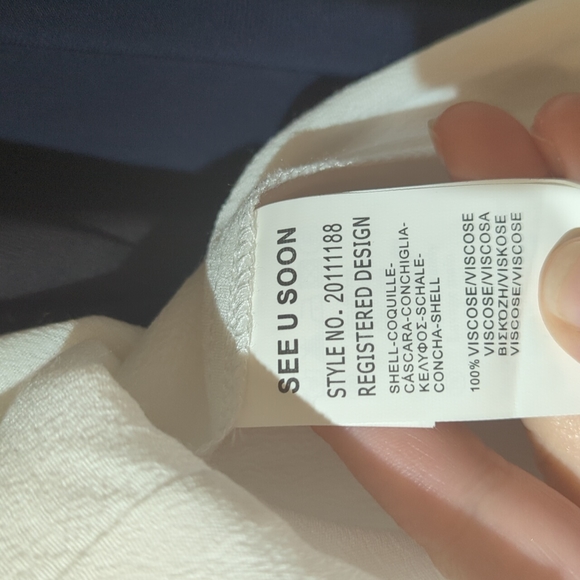 SEE U SOON
STYLE NO. 20111188
REGISTERED DESIGN
SHELL-COQUILLE-
CÁSCARA-CONCHIGLIA-
ΚΕΛΥΦΟΣ-SCHALE-
CONCHA-SHELL
100% VISCOSE/VISCOSE
VISCOSE/VISCOSA
ΒΙΣΚΟΖΗ/VISKOSE
VISCOSE/VISCOSE